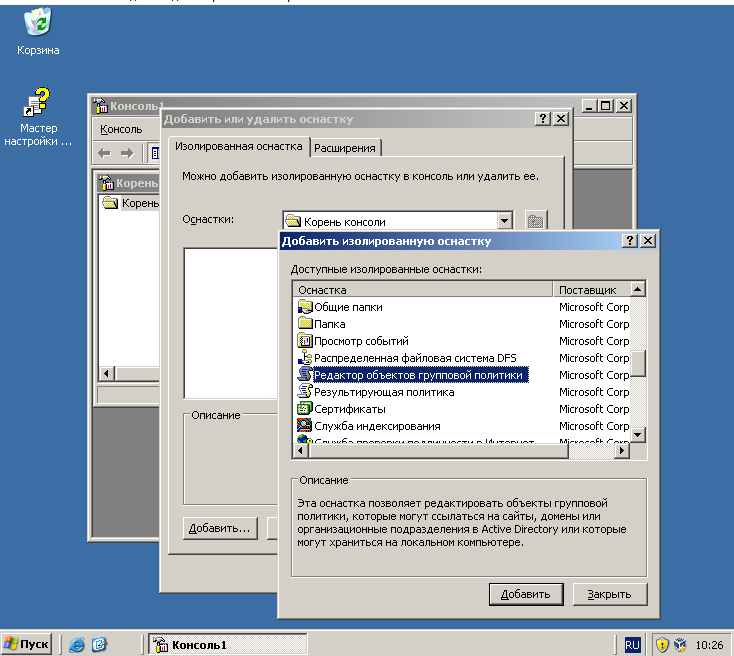 Корзина
Мастер
настройки ...
Консоль1
Консоль
Корень
Корень
Добавить или удалить оснастку
Изолированная оснастка
Расширения
Можно добавить изолированную оснастку в консоль или удалить ее.
Оснастки:
Корень консоли
Описание
Добавить...
Добавить изолированную оснастку
Доступные изолированные оснастки:
Оснастка Поставщик
Общие папки Microsoft Corp
Папка Microsoft Corp
Просмотр событий Microsoft Corp
Распределенная файловая система DFS Microsoft Corp
Редактор объектов групповой политики Microsoft Corp
Результирующая политика Microsoft Corp
Сертификаты Microsoft Corp
Служба индексирования Microsoft Corp
Служба проверки подлинности в Интернет Microsoft Corp
Описание
Эта оснастка позволяет редактировать объекты групповой
политики, которые могут ссылаться на сайты, домены или
организационные подразделения в Active Directory или которые
могут храниться на локальном компьютере.
Добавить
Закрыть
Пуск
Консоль1
RU
10:26